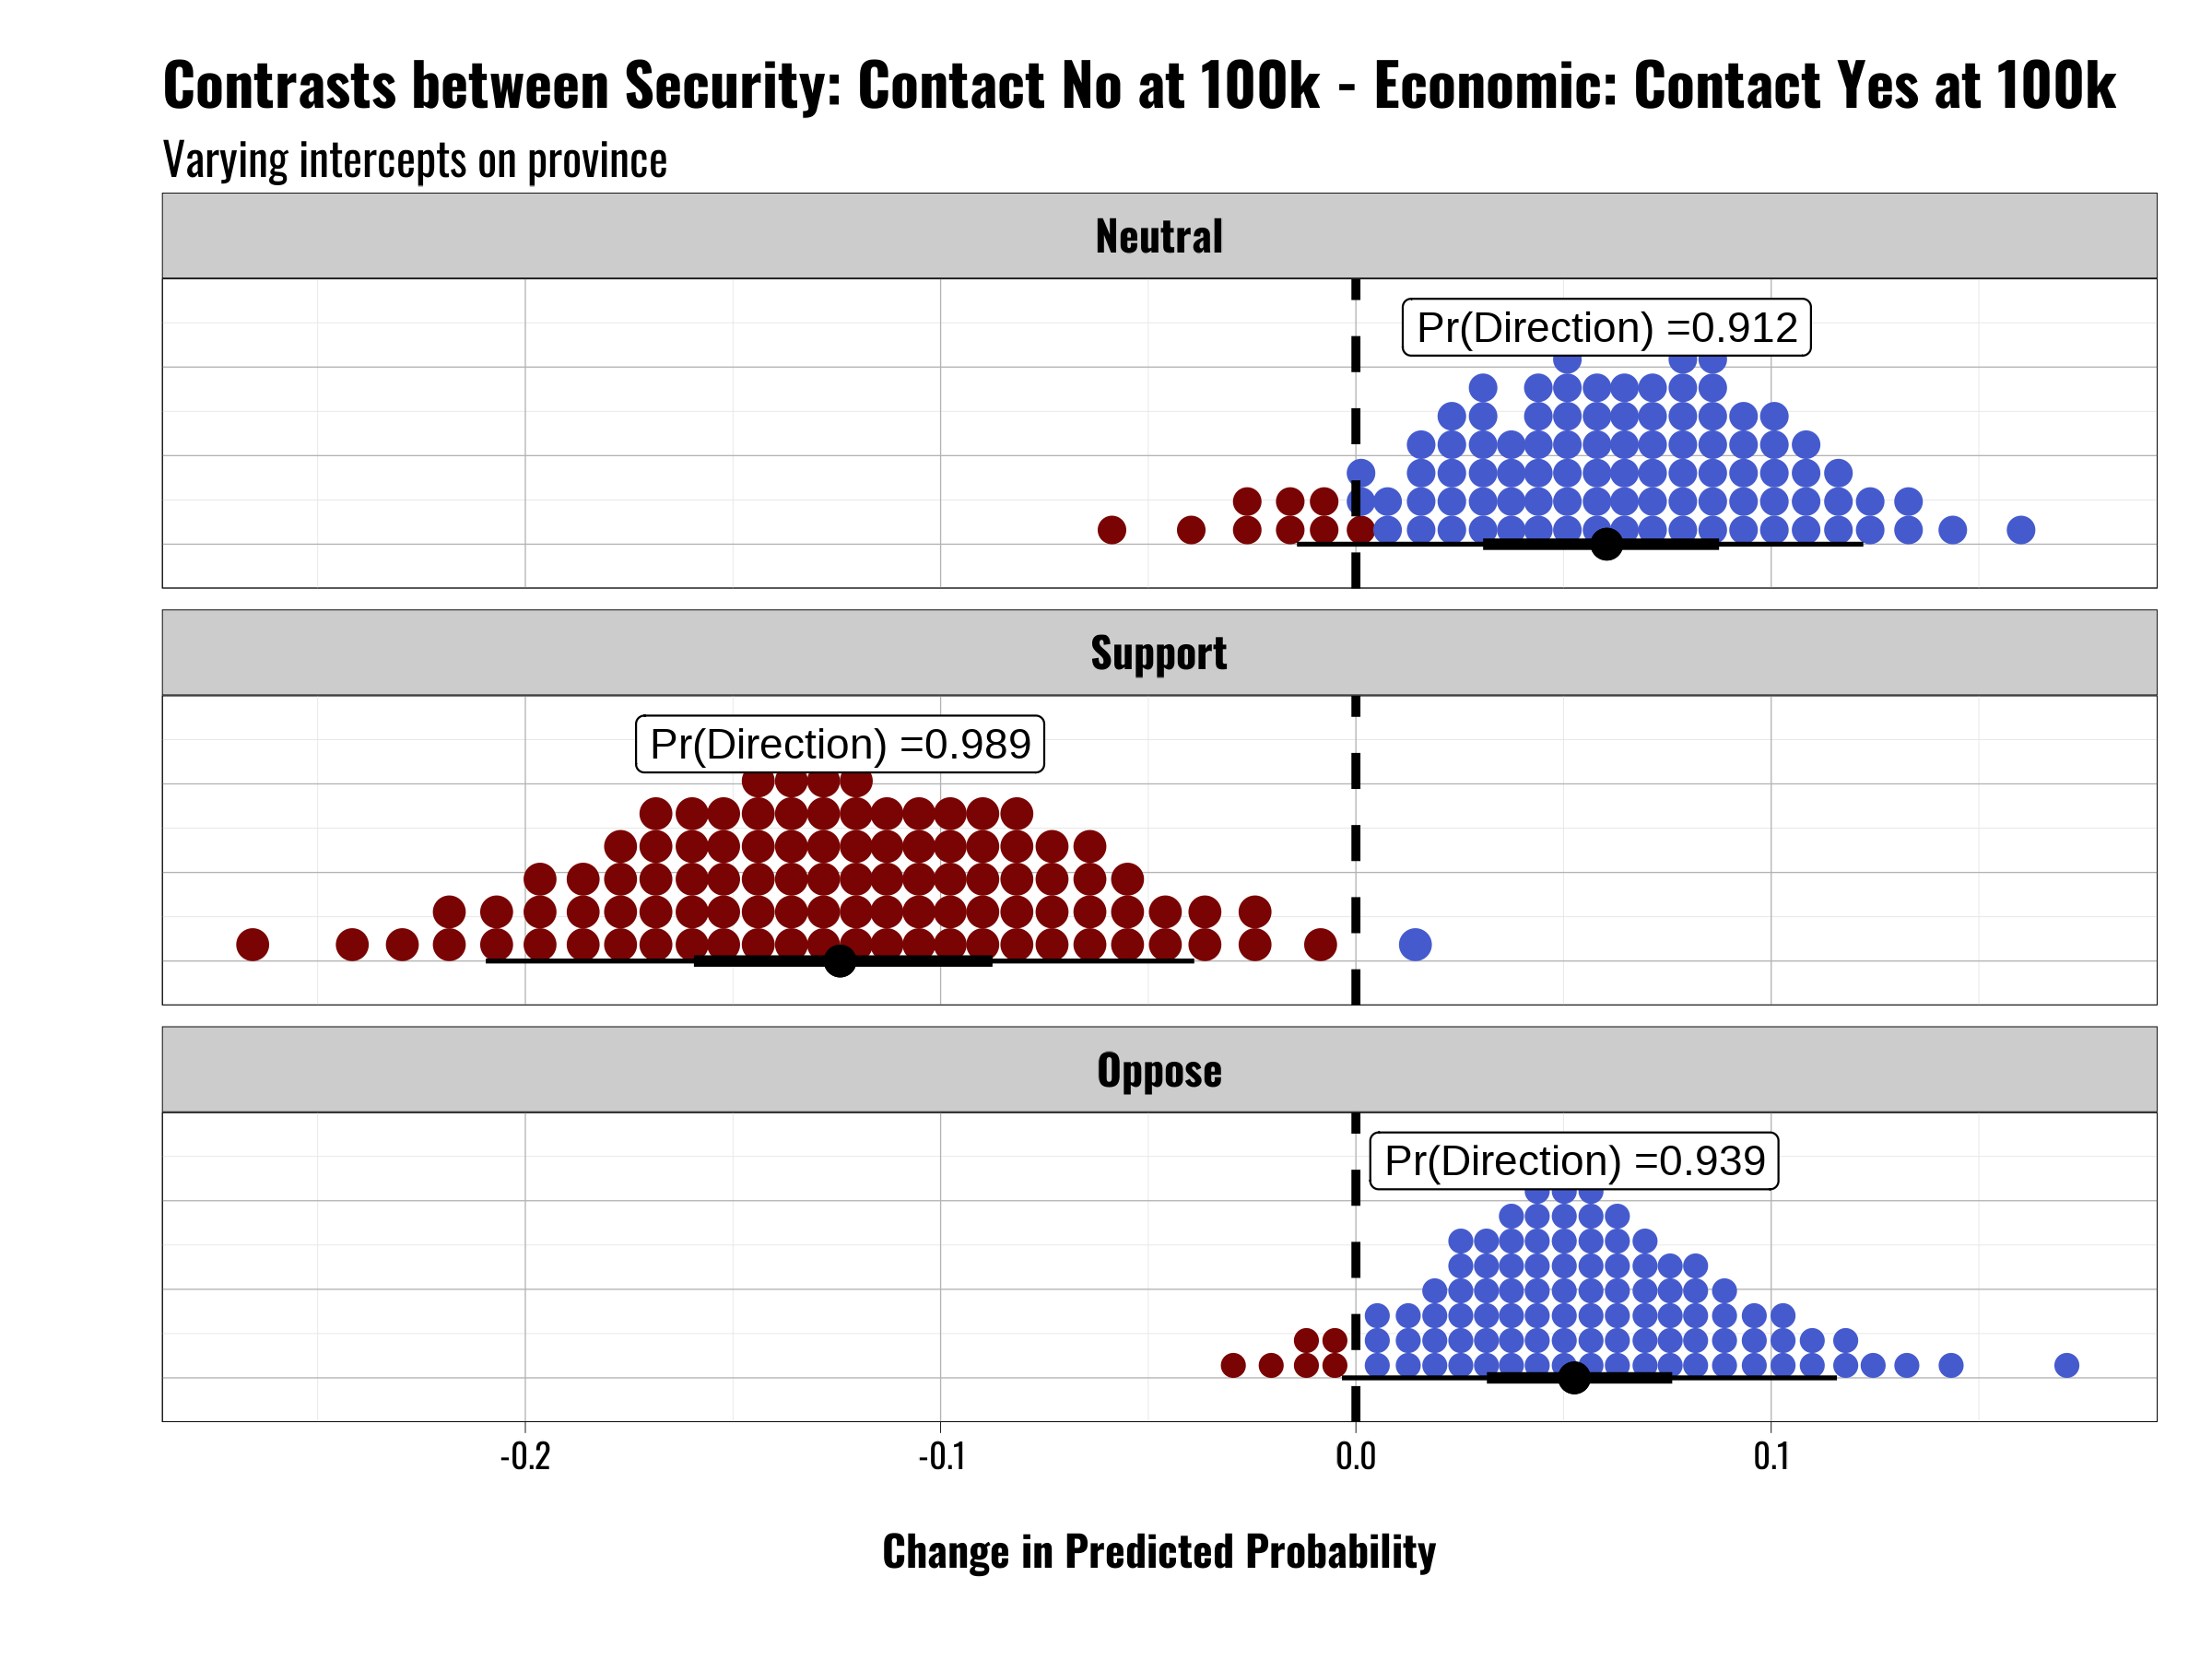 Contrasts between Security: Contact No at 100k - Economic: Contact Yes at 100k
Varying intercepts on province
Neutral
Pr(Direction) =0.912
Support
Pr(Direction) =0.989
Oppose
Pr(Direction) =0.939
-0.2 -0.1 0.0 0.1
Change in Predicted Probability